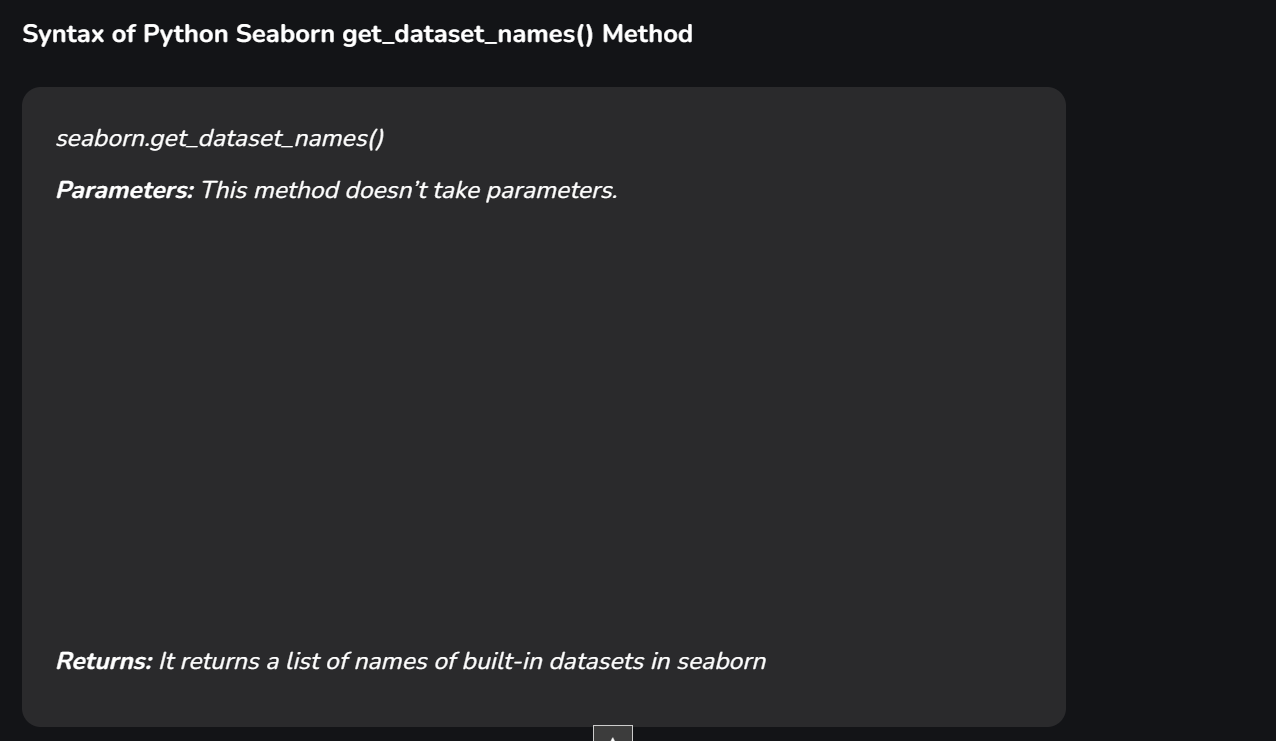 Syntax of Python Seaborn get_dataset_names() Method
seaborn.get_dataset_names()
Parameters: This method doesn’t take parameters.
Returns: It returns a list of names of built-in datasets in seaborn